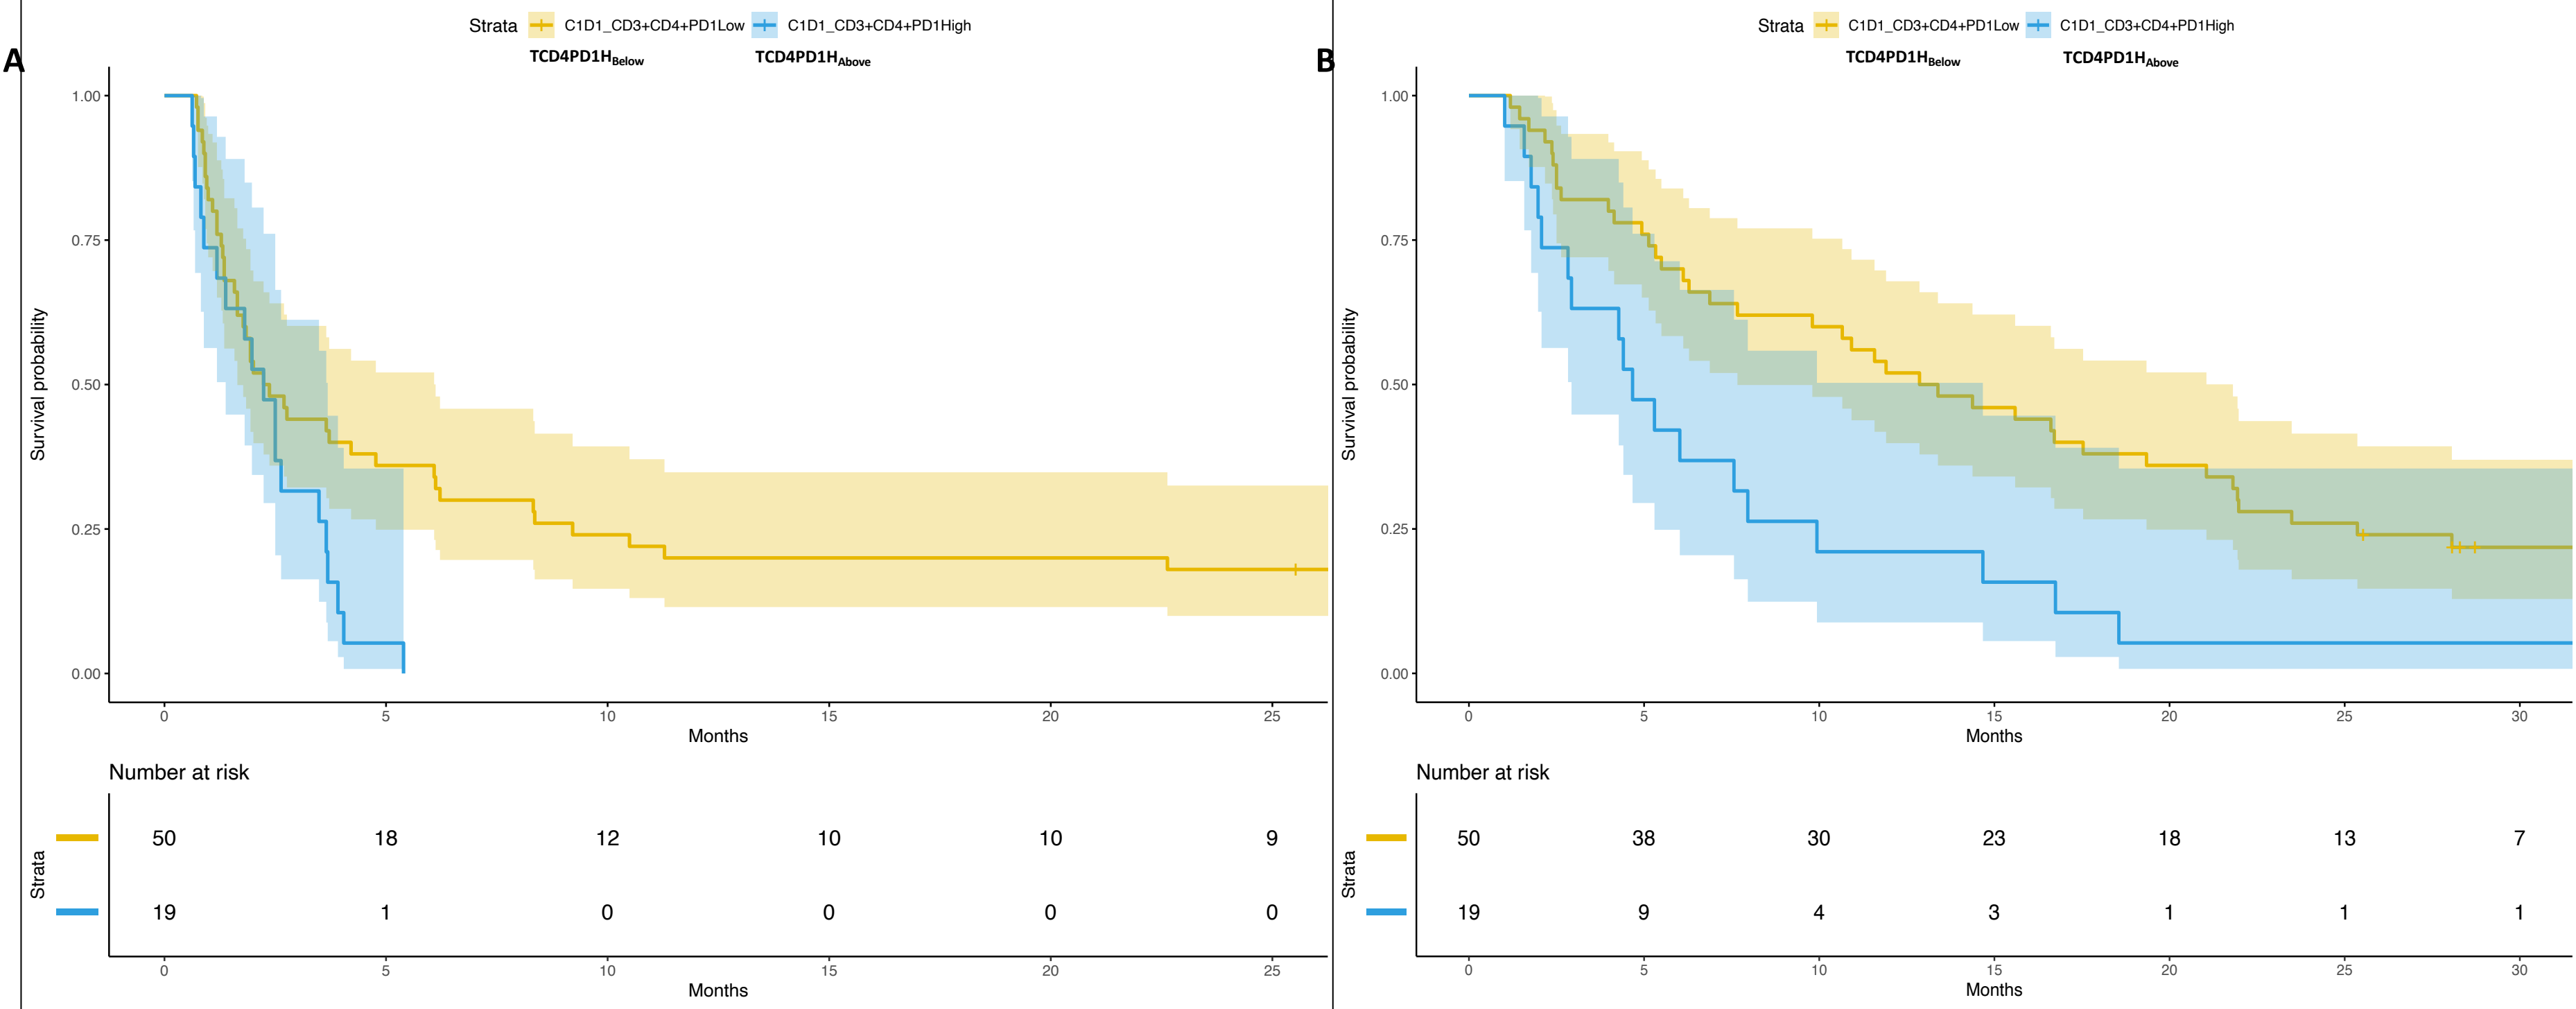 A
Strata C1D1_CD3+CD4+PD1Low C1D1_CD3+CD4+PD1High
TCD4PD1HBelow TCD4PD1HAbove
Survival probability
1.00
0.75
0.50
0.25
0.00
0 5 10 15 20 25
Months
Number at risk
Strata
50 18 12 10 10 9
19 1 0 0 0 0
0 5 10 15 20 25
Months
B
Strata C1D1_CD3+CD4+PD1Low C1D1_CD3+CD4+PD1High
TCD4PD1HBelow TCD4PD1HAbove
Survival probability
1.00
0.75
0.50
0.25
0.00
0 5 10 15 20 25 30
Months
Number at risk
Strata
50 38 30 23 18 13 7
19 9 4 3 1 1 1
0 5 10 15 20 25 30
Months